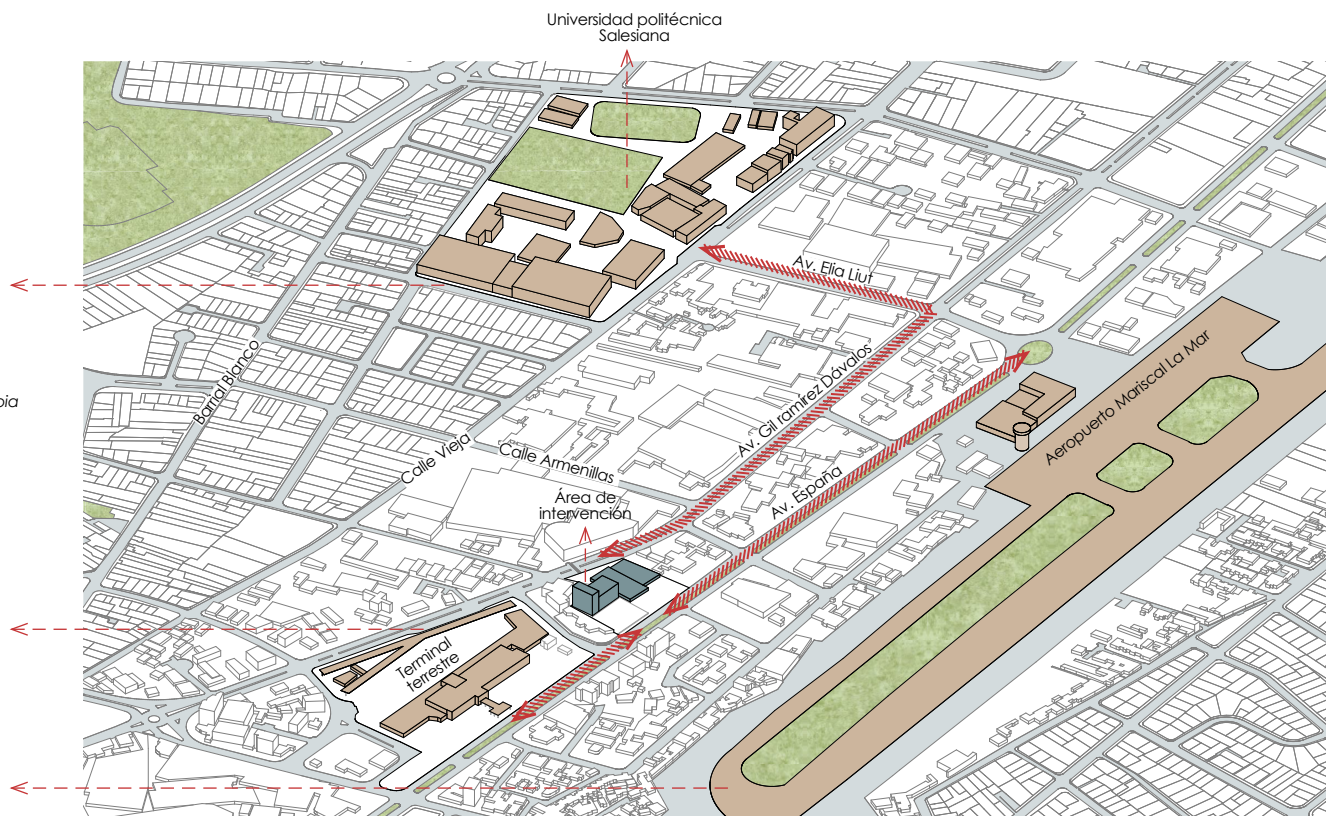 Universidad politécnica
Salesiana
Av. Elia Liut
Aeropuerto Mariscal La Mar
Barrial Blanco
Av. Gil ramírez Dávalos
Calle Vieja
Calle Armenillas
Av. España
Área de
intervención
Terminal
terrestre